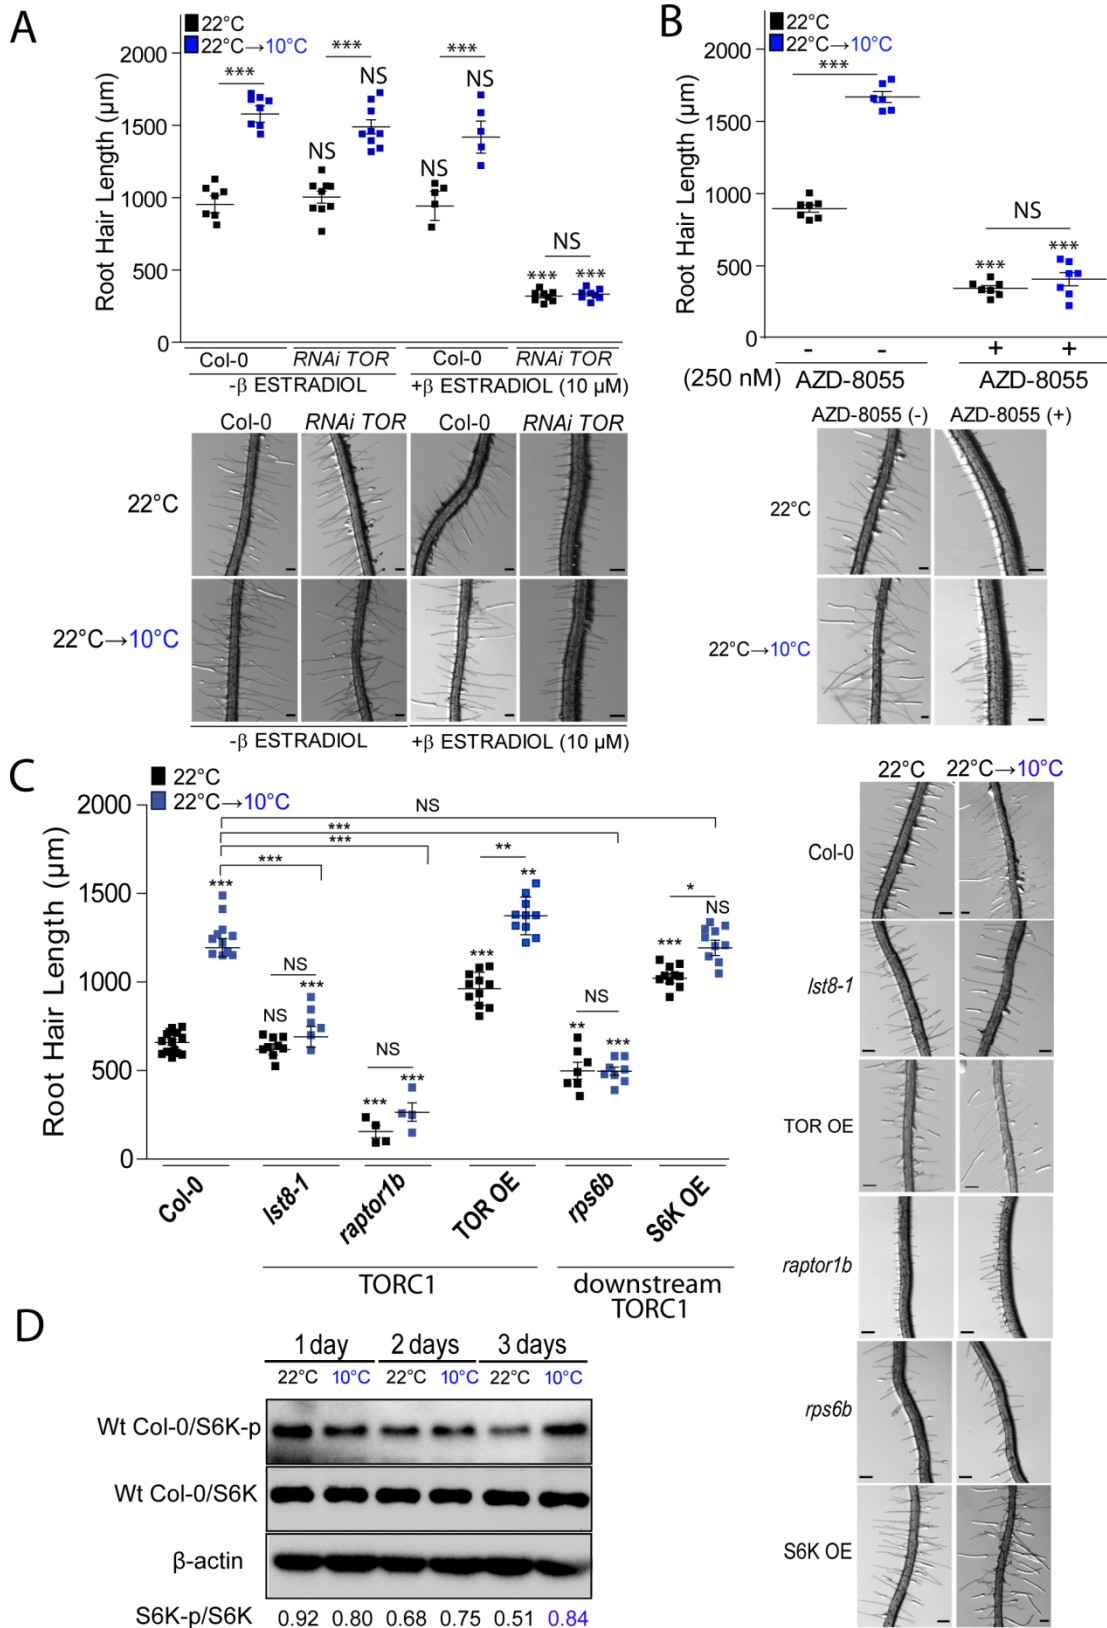 A
22°C
22°C→10°C
Root Hair Length (µm)
2000
1500
1000
500
0
***
***
***
NS
NS
NS
NS
NS
***
***
Col-0
RNAi TOR
Col-0
RNAi TOR
-β ESTRADIOL
+β ESTRADIOL (10 µM)
Col-0
RNAi TOR
Col-0
RNAi TOR
22°C
22°C→10°C
-β ESTRADIOL
+β ESTRADIOL (10 µM)
B
22°C
22°C→10°C
Root Hair Length (µm)
2000
1500
1000
500
0
***
NS
***
***
- - + +
(250 nM) AZD-8055 AZD-8055
AZD-8055 (-) AZD-8055 (+)
22°C
22°C→10°C
C
22°C
22°C→10°C
Root Hair Length (µm)
2000
1500
1000
500
0
NS
***
***
***
***
NS
NS
***
NS
***
***
**
**
***
NS
**
***
*
NS
***
Col-0
lst8-1
raptor1b
TOR OE
rps6b
S6K OE
TORC1
downstream
TORC1
22°C 22°C→10°C
Col-0
lst8-1
TOR OE
raptor1b
rps6b
S6K OE
D
1 day 2 days 3 days
22°C 10°C 22°C 10°C 22°C 10°C
Wt Col-0/S6K-p
Wt Col-0/S6K
β-actin
S6K-p/S6K 0.92 0.80 0.68 0.75 0.51 0.84